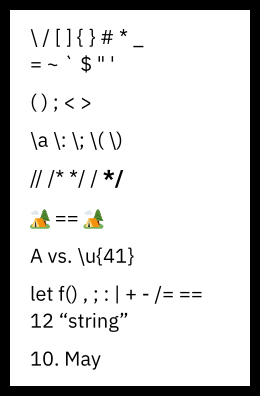 \ / [ ] { } # * _
= ~ ` $ " '
( ) ; < >
\a \: \; \( \)
// /* */ / */
🏕️ == 🏕️
A vs. \u{41}
let f() , ; : | + - /= ==
12 “string”
10. May